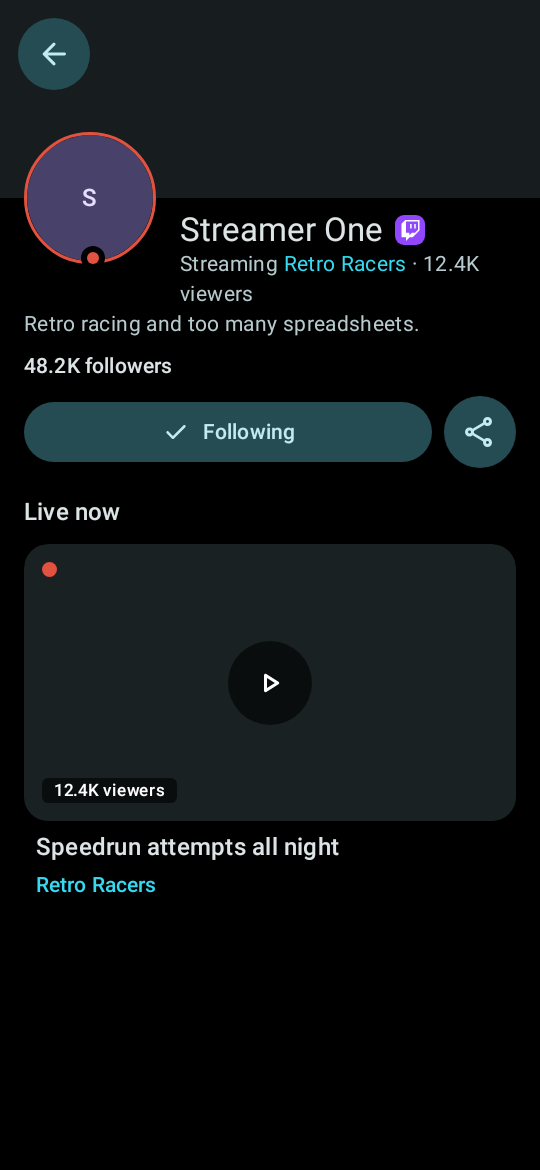 S
Streamer One
Streaming Retro Racers · 12.4K
viewers
Retro racing and too many spreadsheets.
48.2K followers
Following
Live now
12.4K viewers
Speedrun attempts all night
Retro Racers